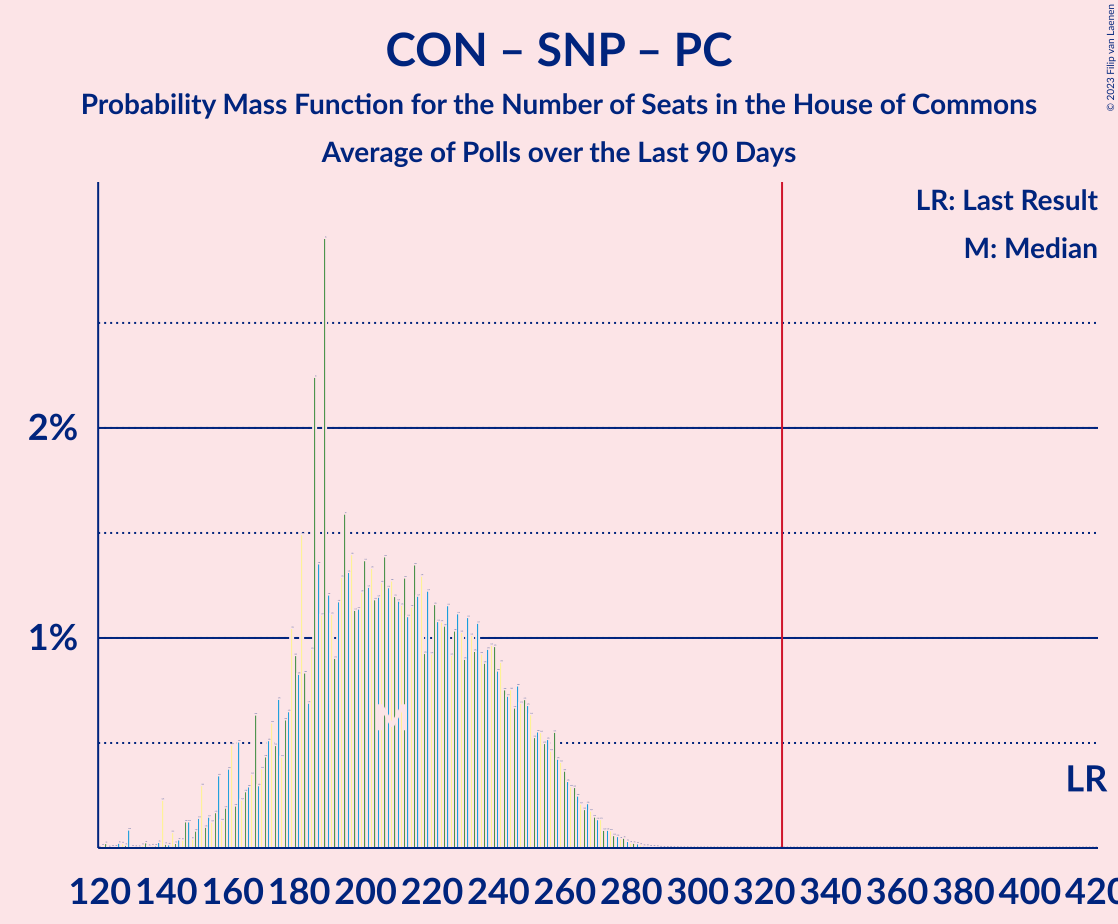 CON – SNP – PC
Probability Mass Function for the Number of Seats in the House of Commons
Average of Polls over the Last 90 Days
© 2023 Filip van Laenen
LR: Last Result
M: Median
2%
1%
M
LR
120 140 160 180 200 220 240 260 280 300 320 340 360 380 400 420